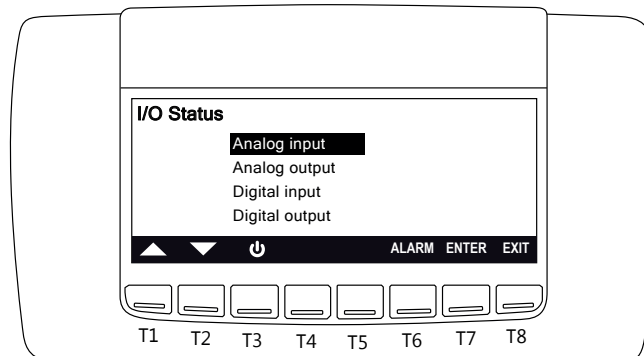 I/O Status
Analog input
Analog output
Digital input
Digital output
ALARM ENTER EXIT
T1 T2 T3 T4 T5 T6 T7 T8